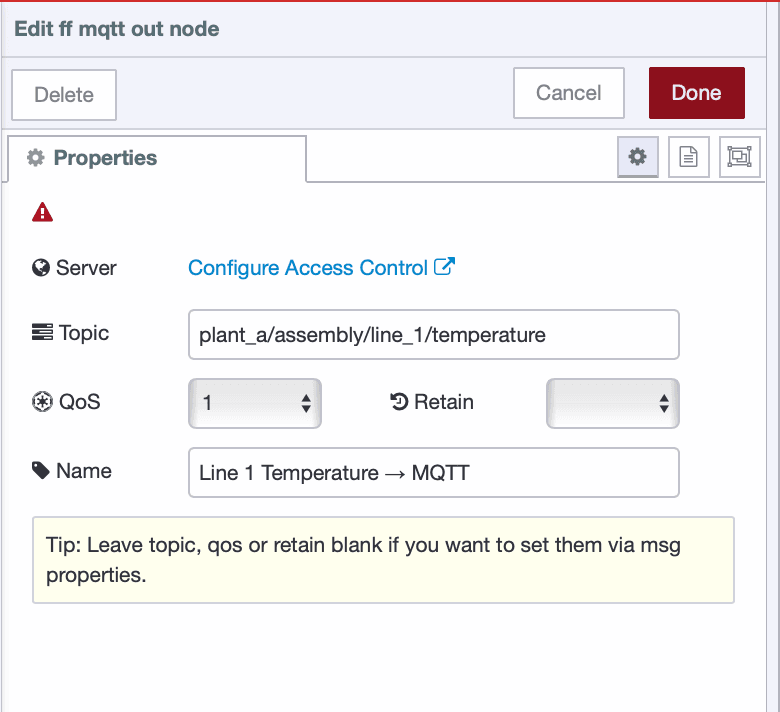 Edit ff mqtt out node
Delete
Cancel
Done
Properties
Server
Configure Access Control
Topic
plant_a/assembly/line_1/temperature
QoS
1
Retain
Name
Line 1 Temperature → MQTT
Tip: Leave topic, qos or retain blank if you want to set them via msg
properties.